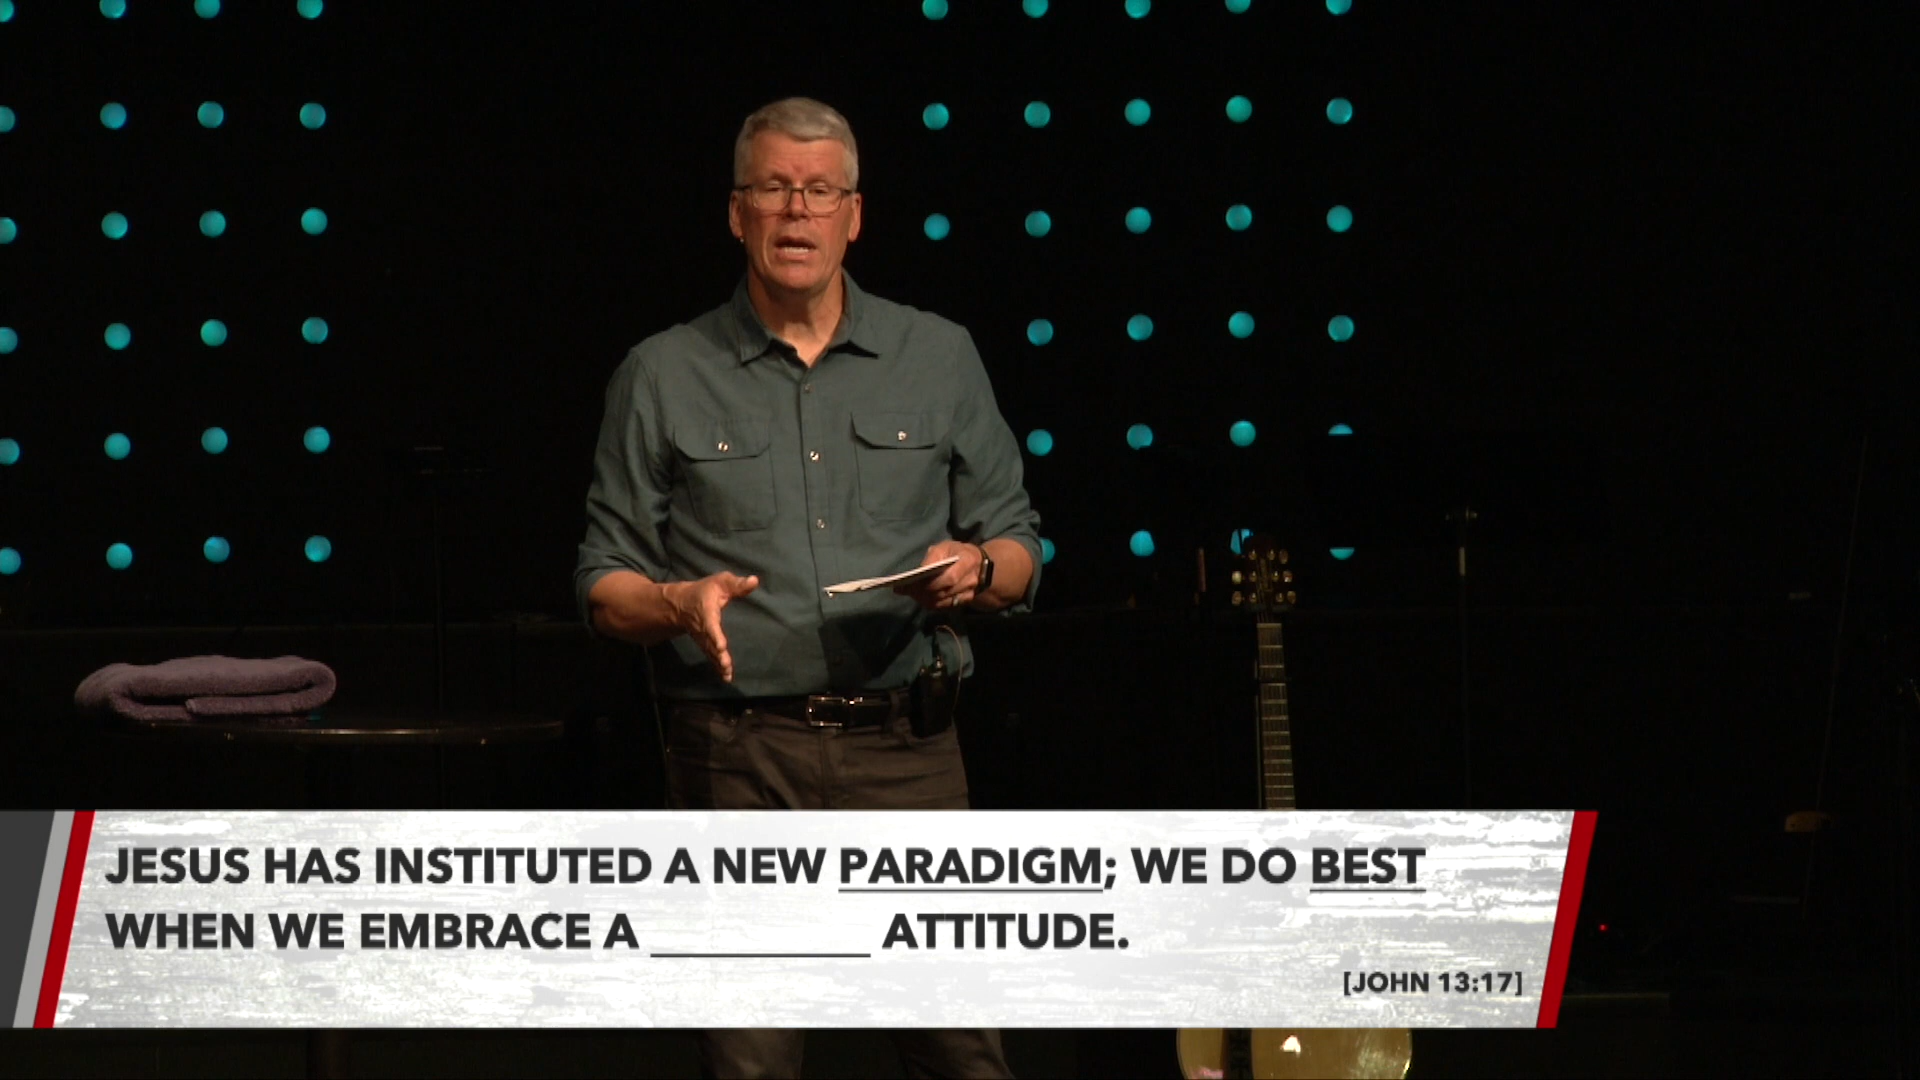 JESUS HAS INSTITUTED A NEW PARADIGM; WE DO BEST
WHEN WE EMBRACE A ________ ATTITUDE.
[JOHN 13:17]